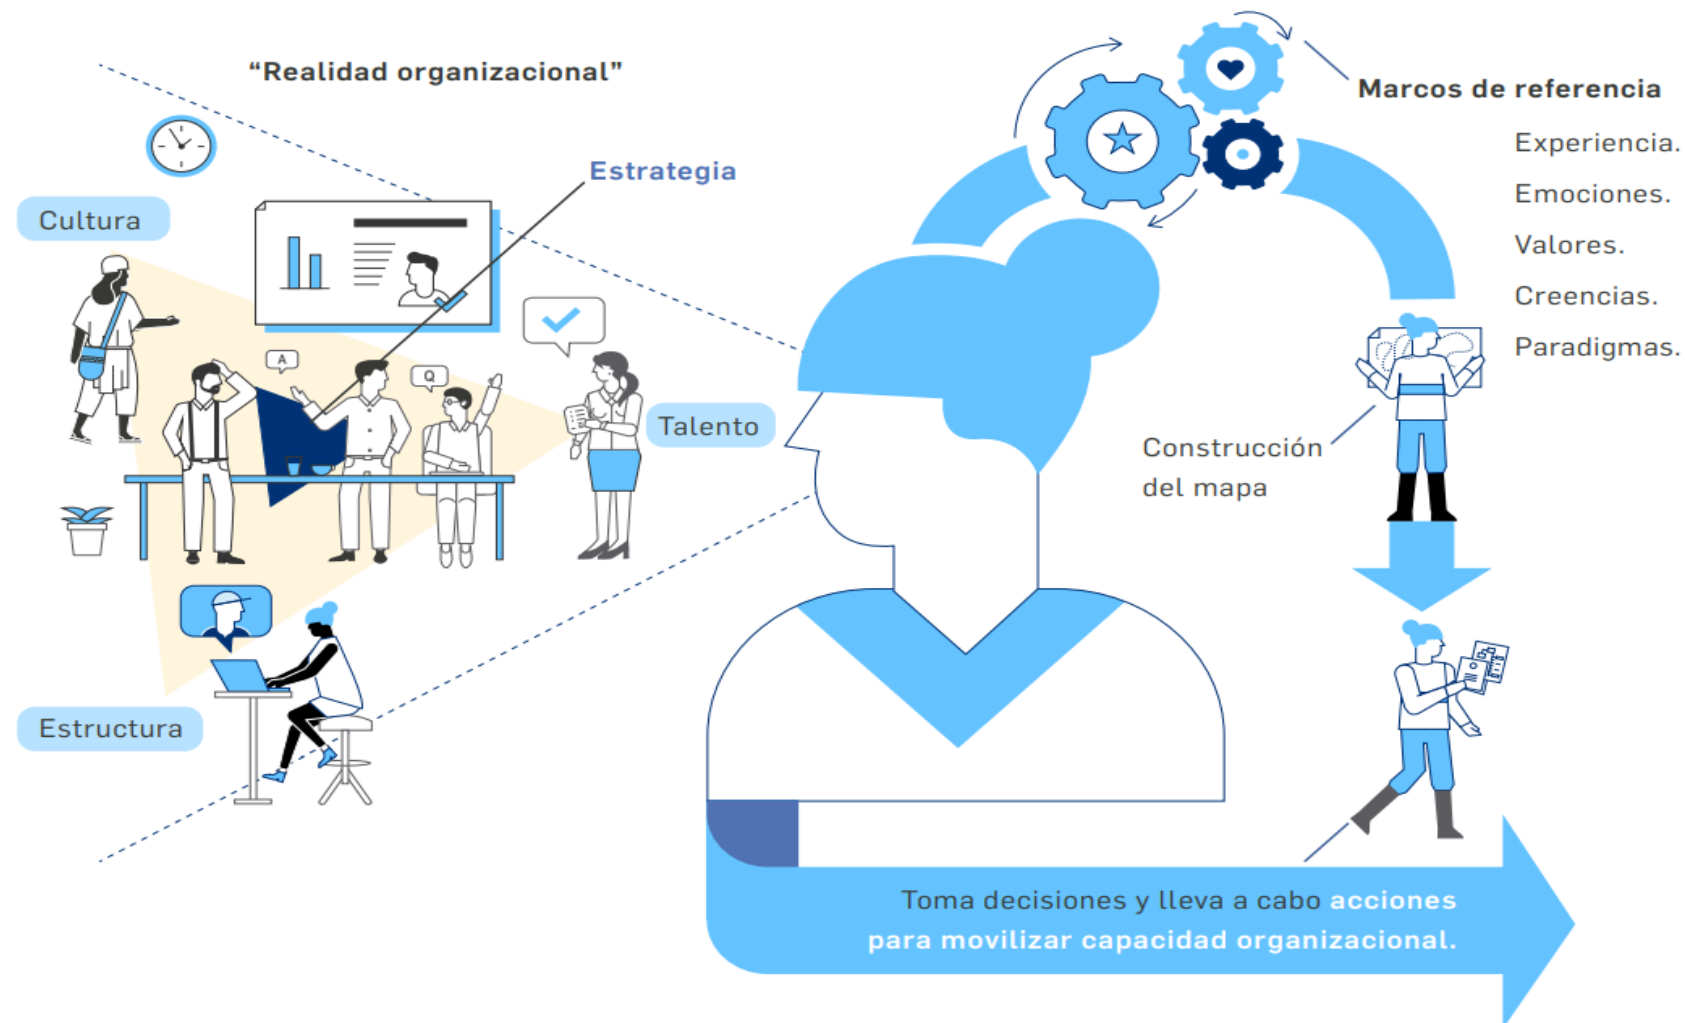 “Realidad organizacional”
Estrategia
Cultura
A
Q
Talento
Estructura
Marcos de referencia
Experiencia.
Emociones.
Valores.
Creencias.
Paradigmas.
Construcción
del mapa
Toma decisiones y lleva a cabo acciones
para movilizar capacidad organizacional.